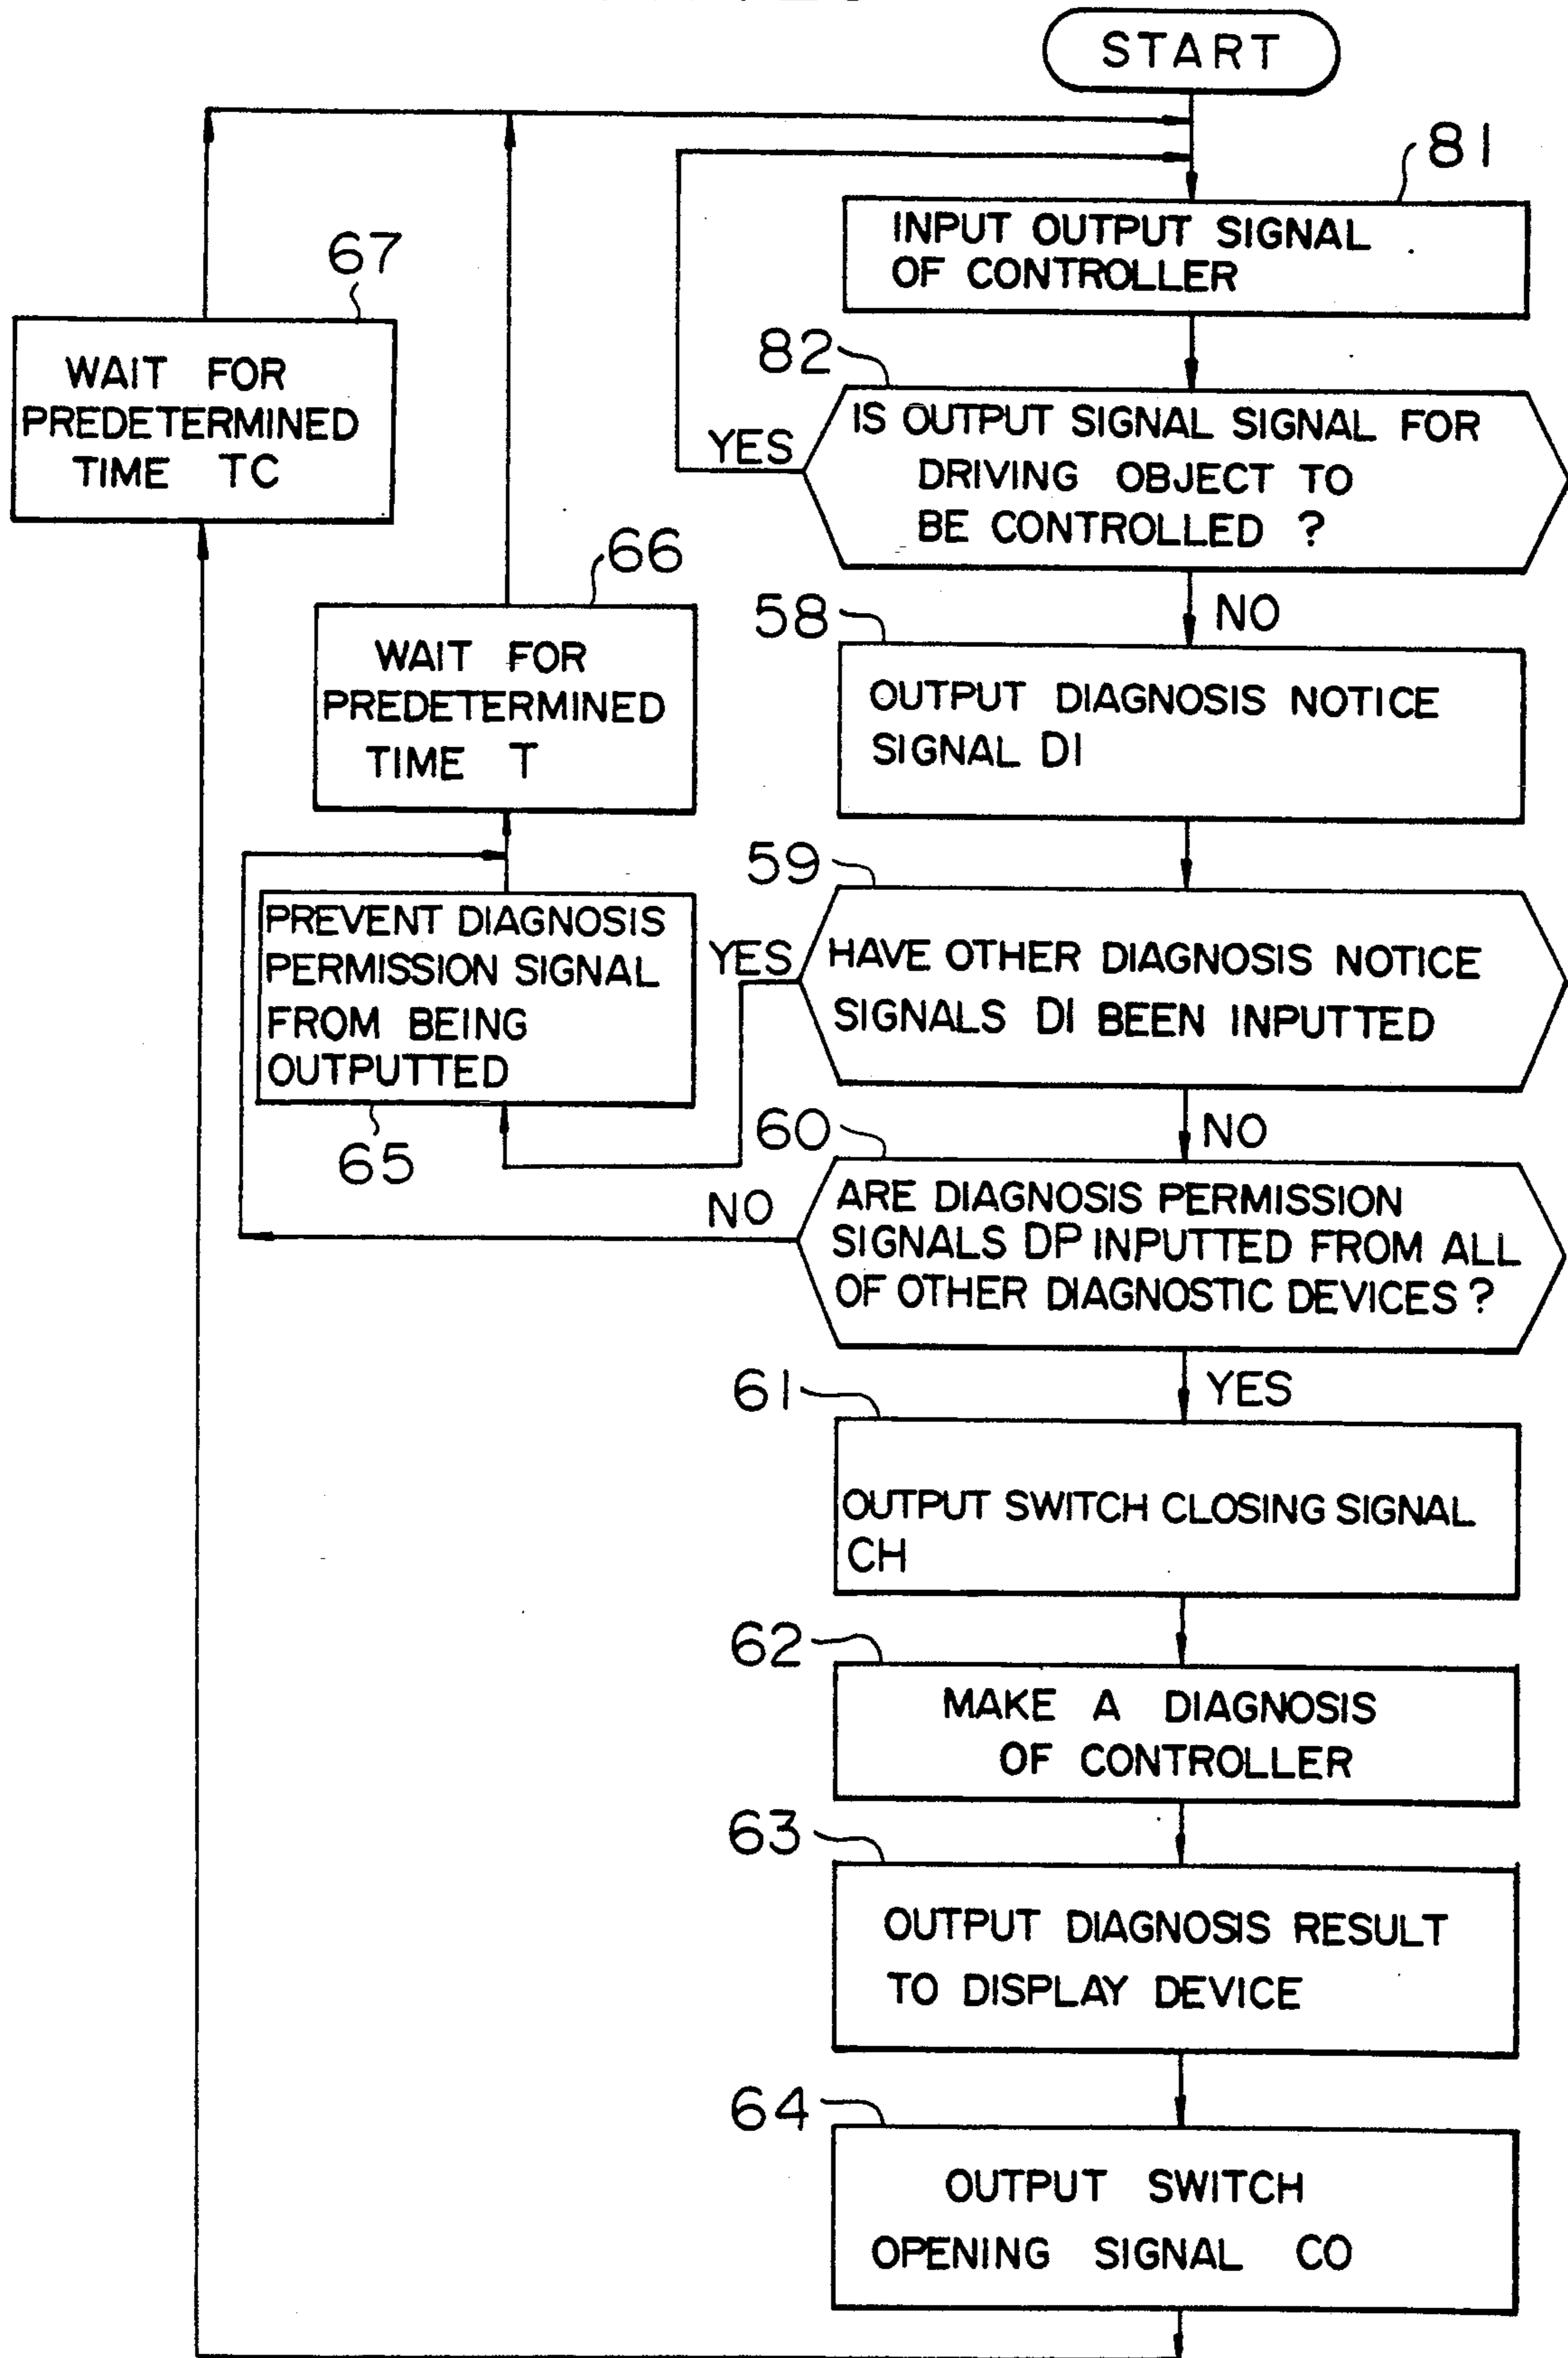 START
81
INPUT OUTPUT SIGNAL
OF CONTROLLER
82
IS OUTPUT SIGNAL SIGNAL FOR
DRIVING OBJECT TO
BE CONTROLLED ?
YES
NO
58
OUTPUT DIAGNOSIS NOTICE
SIGNAL DI
59
HAVE OTHER DIAGNOSIS NOTICE
SIGNALS DI BEEN INPUTTED
YES
NO
60
ARE DIAGNOSIS PERMISSION
SIGNALS DP INPUTTED FROM ALL
OF OTHER DIAGNOSTIC DEVICES ?
NO
YES
61
OUTPUT SWITCH CLOSING SIGNAL
CH
62
MAKE A DIAGNOSIS
OF CONTROLLER
63
OUTPUT DIAGNOSIS RESULT
TO DISPLAY DEVICE
64
OUTPUT SWITCH
OPENING SIGNAL CO
65
PREVENT DIAGNOSIS
PERMISSION SIGNAL
FROM BEING
OUTPUTTED
66
WAIT FOR
PREDETERMINED
TIME T
67
WAIT FOR
PREDETERMINED
TIME TC